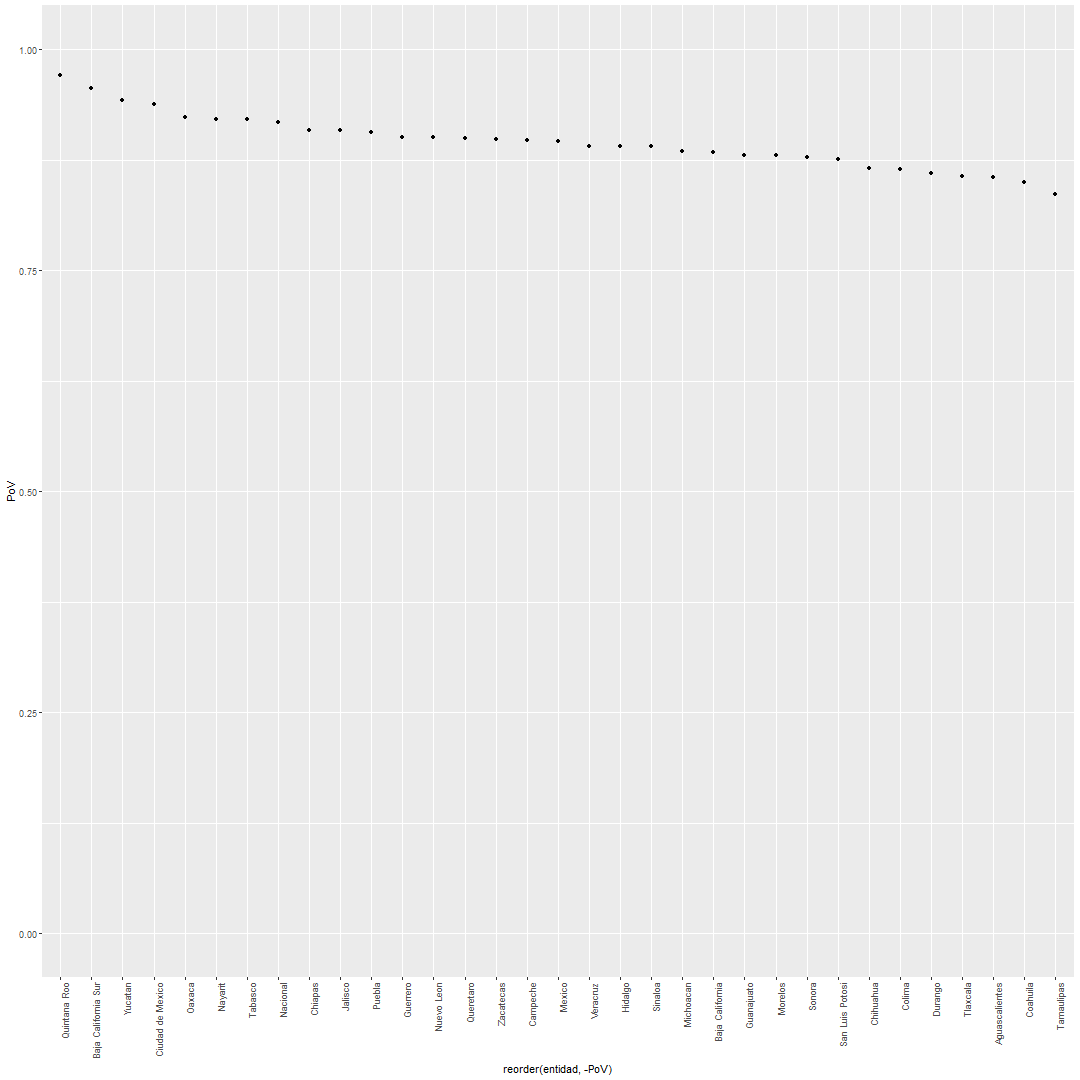 1.00
0.75
PoV
0.50
0.25
0.00
Quintana Roo
Baja California Sur
Yucatan
Ciudad de Mexico
Oaxaca
Nayarit
Tabasco
Nacional
Chiapas
Jalisco
Puebla
Guerrero
Nuevo Leon
Queretaro
Zacatecas
Campeche
Mexico
Veracruz
Hidalgo
Sinaloa
Michoacan
Baja California
Guanajuato
Morelos
Sonora
San Luis Potosi
Chihuahua
Colima
Durango
Tlaxcala
Aguascalientes
Coahuila
Tamaulipas
reorder(entidad, -PoV)